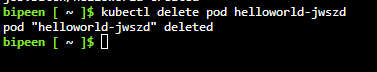 bipeen [ ~ ]$ kubectl delete pod helloworld-jwszd
pod "helloworld-jwszd" deleted
bipeen [ ~ ]$